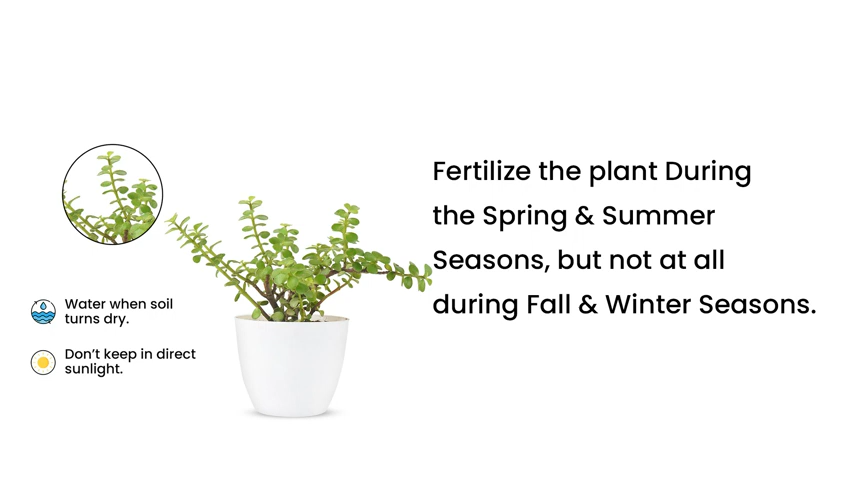 Fertilize the plant During
the Spring & Summer
Seasons, but not at all
during Fall & Winter Seasons.
Water when soil
turns dry.
Don't keep in direct
sunlight.